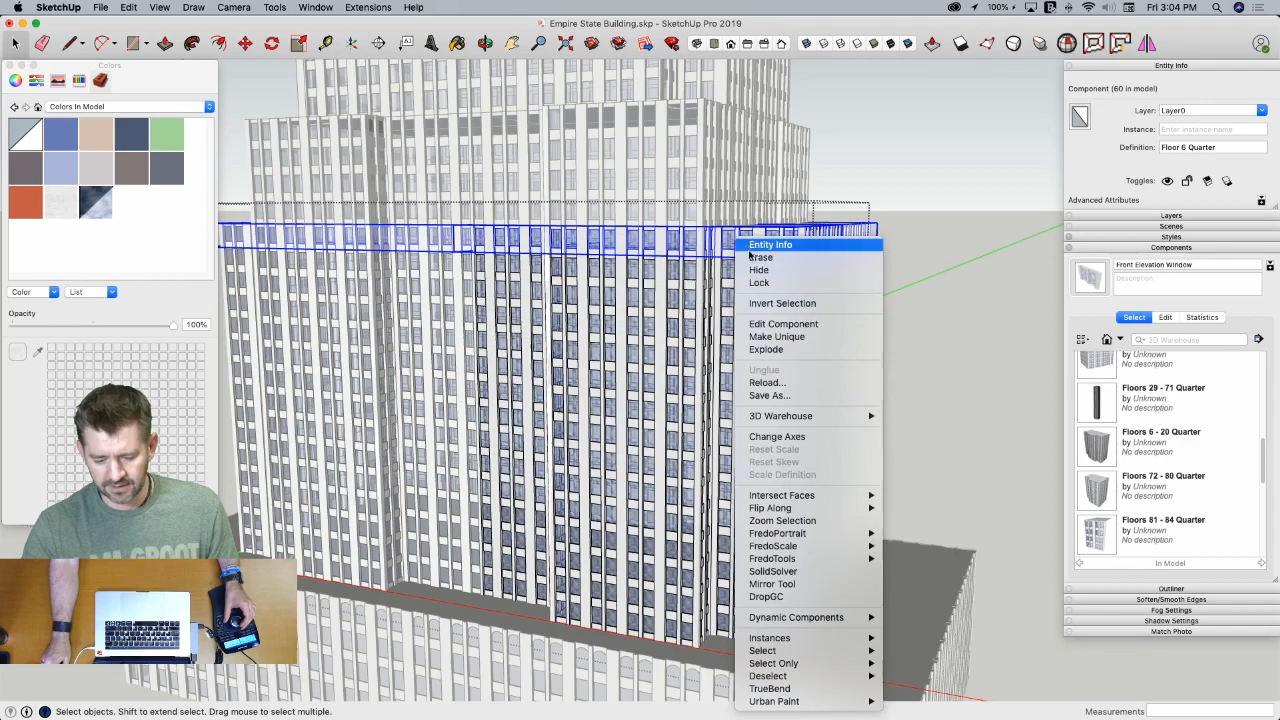 SketchUp File Edit View Draw Camera Tools Window Extensions Help
100% Fri 3:04 PM
Empire State Building.skp - SketchUp Pro 2019
Colors
Colors In Model
Color
List
Opacity
100%
Entity Info
Erase
Hide
Lock
Invert Selection
Edit Component
Make Unique
Explode
Unglue
Reload...
Save As...
3D Warehouse
Change Axes
Reset Scale
Reset Skew
Scale Definition
Intersect Faces
Flip Along
Zoom Selection
FredoPortrait
FredoScale
FredoTools
SolidSolver
Mirror Tool
DropGC
Dynamic Components
Instances
Select
Select Only
Deselect
TrueBend
Urban Paint
Entity Info
Component (60 in model)
Layer: Layer0
Instance: Enter instance name
Definition: Floor 6 Quarter
Toggles:
Advanced Attributes
Layers
Scenes
Styles
Components
Front Elevation Window
Description
Select Edit Statistics
3D Warehouse
by Unknown
No description
Floors 29 - 71 Quarter
by Unknown
No description
Floors 6 - 20 Quarter
by Unknown
No description
Floors 72 - 80 Quarter
by Unknown
No description
Floors 81 - 84 Quarter
by Unknown
No description
In Model
Outliner
Soften/Smooth Edges
Fog Settings
Shadow Settings
Match Photo
Select objects. Shift to extend select. Drag mouse to select multiple.
Measurements